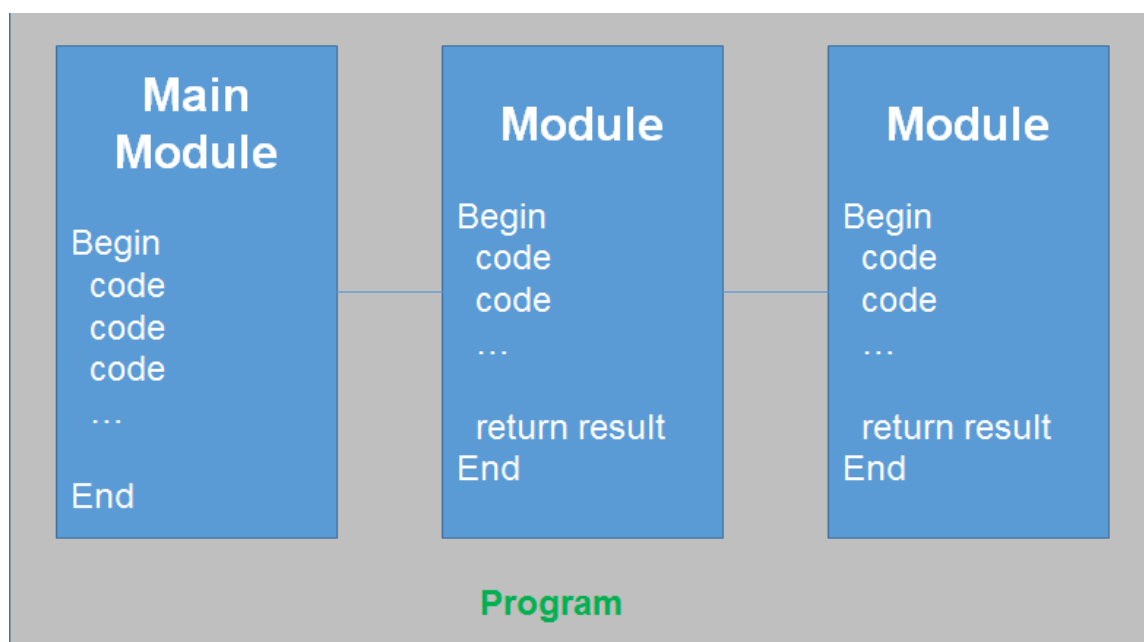 Main
Module
Begin
code
code
code
...
End
Module
Begin
code
code
...
return result
End
Module
Begin
code
code
...
return result
End
Program